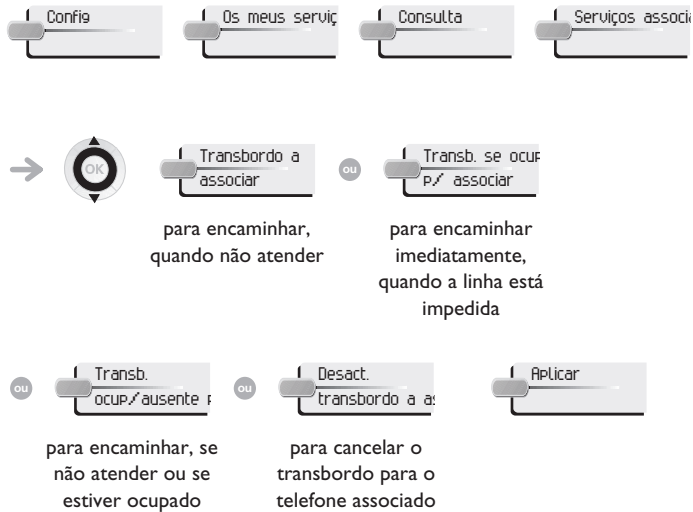 Config
Os meus serviç
Consulta
Serviços associa
OK
Transbordo a
associar
ou
Transb. se ocup
p/ associar
para encaminhar,
quando não atender
para encaminhar
imediatamente,
quando a linha está
impedida
ou
Transb.
ocup/ausente p
ou
Desact.
transbordo a as
Aplicar
para encaminhar, se
não atender ou se
estiver ocupado
para cancelar o
transbordo para o
telefone associado